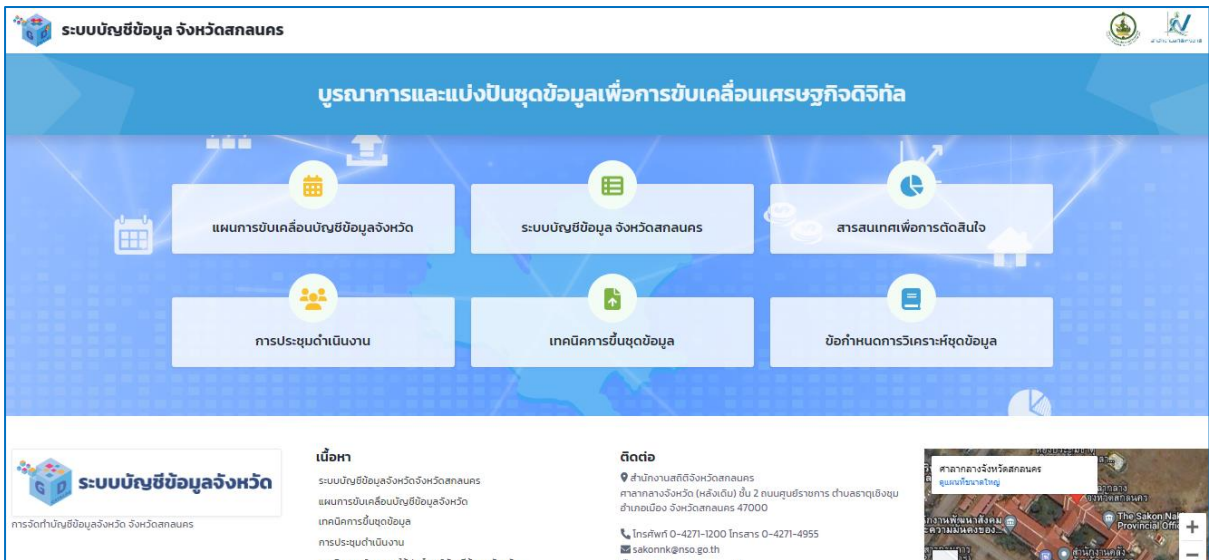 ระบบบัญชีข้อมูล จังหวัดสกลนคร
บูรณาการและแบ่งปันชุดข้อมูลเพื่อการขับเคลื่อนเศรษฐกิจดิจิทัล
แผนการขับเคลื่อนบัญชีข้อมูลจังหวัด
ระบบบัญชีข้อมูล จังหวัดสกลนคร
สารสนเทศเพื่อการตัดสินใจ
การประชุมดำเนินงาน
เทคนิคการขึ้นชุดข้อมูล
ข้อกำหนดการวิเคราะห์ชุดข้อมูล
G D ระบบบัญชีข้อมูลจังหวัด
การจัดทำบัญชีข้อมูลจังหวัด จังหวัดสกลนคร
เนื้อหา
ระบบบัญชีข้อมูลจังหวัดจังหวัดสกลนคร
แผนการขับเคลื่อนบัญชีข้อมูลจังหวัด
เทคนิคการขึ้นชุดข้อมูล
การประชุมดำเนินงาน
ติดต่อ
สำนักงานสถิติจังหวัดสกลนคร
ศาลากลางจังหวัด (หลังเดิม) ชั้น 2 ถนนศูนย์ราชการ ตำบลธาตุเชิงชุม
อำเภอเมือง จังหวัดสกลนคร 47000
โทรศัพท์ 0-4271-1200 โทรสาร 0-4271-4955
sakonnk@nso.go.th
ศาลากลางจังหวัดสกลนคร
ดูแผนที่ขนาดใหญ่
The Sakon Na
Provincial Offi